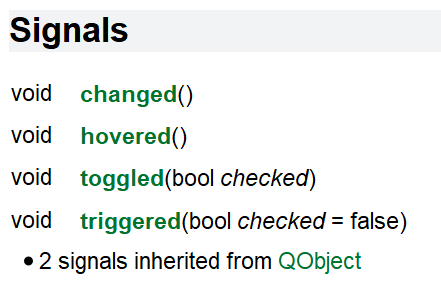 Signals
void changed()
void hovered()
void toggled(bool checked)
void triggered(bool checked = false)
• 2 signals inherited from QObject